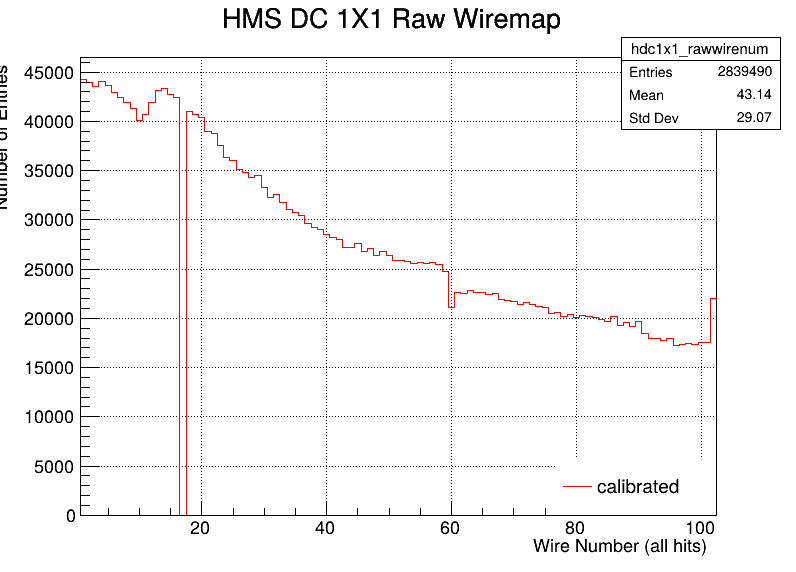 HMS DC 1X1 Raw Wiremap
hdc1x1_rawwirenum
Entries 2839490
Mean 43.14
Std Dev 29.07
Number of Entries
45000
40000
35000
30000
25000
20000
15000
10000
5000
0
calibrated
20 40 60 80 100
Wire Number (all hits)